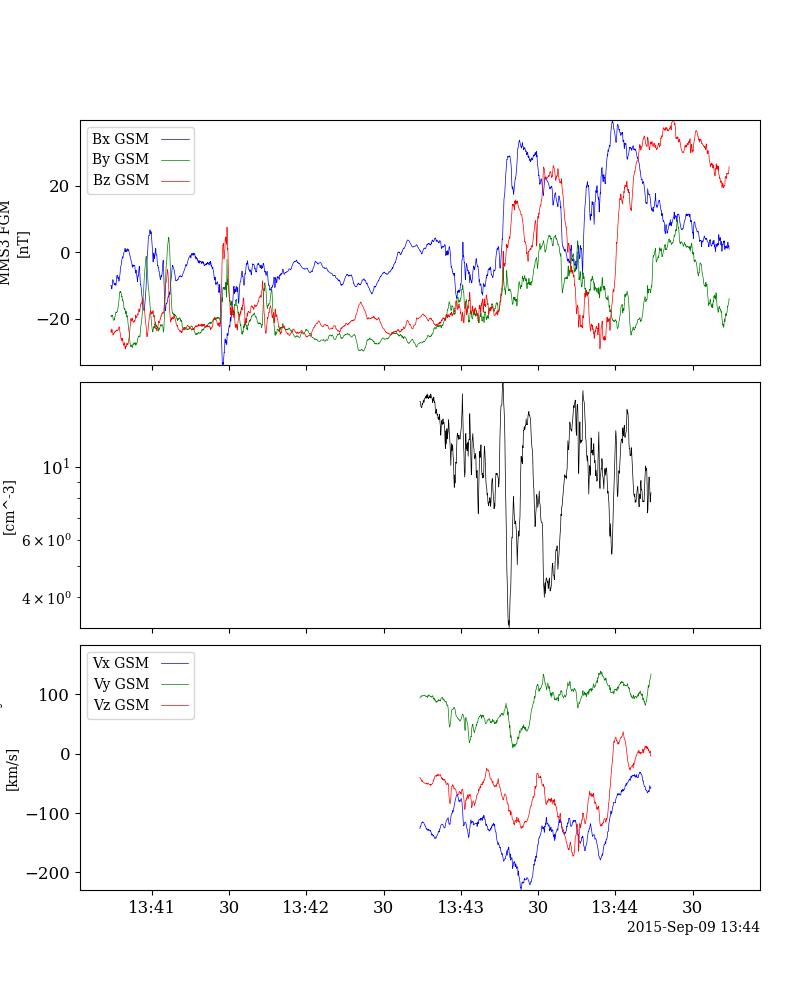 Bx GSM
By GSM
Bz GSM
MMS3 FGM
[nT]
20
0
−20
[cm^-3]
10^1
6 × 10^0
4 × 10^0
Vx GSM
Vy GSM
Vz GSM
[km/s]
100
0
−100
−200
13:41 30 13:42 30 13:43 30 13:44 30
2015-Sep-09 13:44